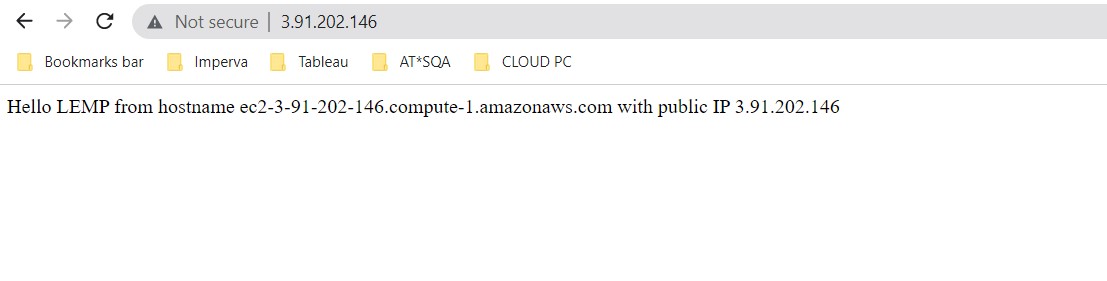 Not secure | 3.91.202.146
Bookmarks bar Imperva Tableau AT*SQA CLOUD PC
Hello LEMP from hostname ec2-3-91-202-146.compute-1.amazonaws.com with public IP 3.91.202.146